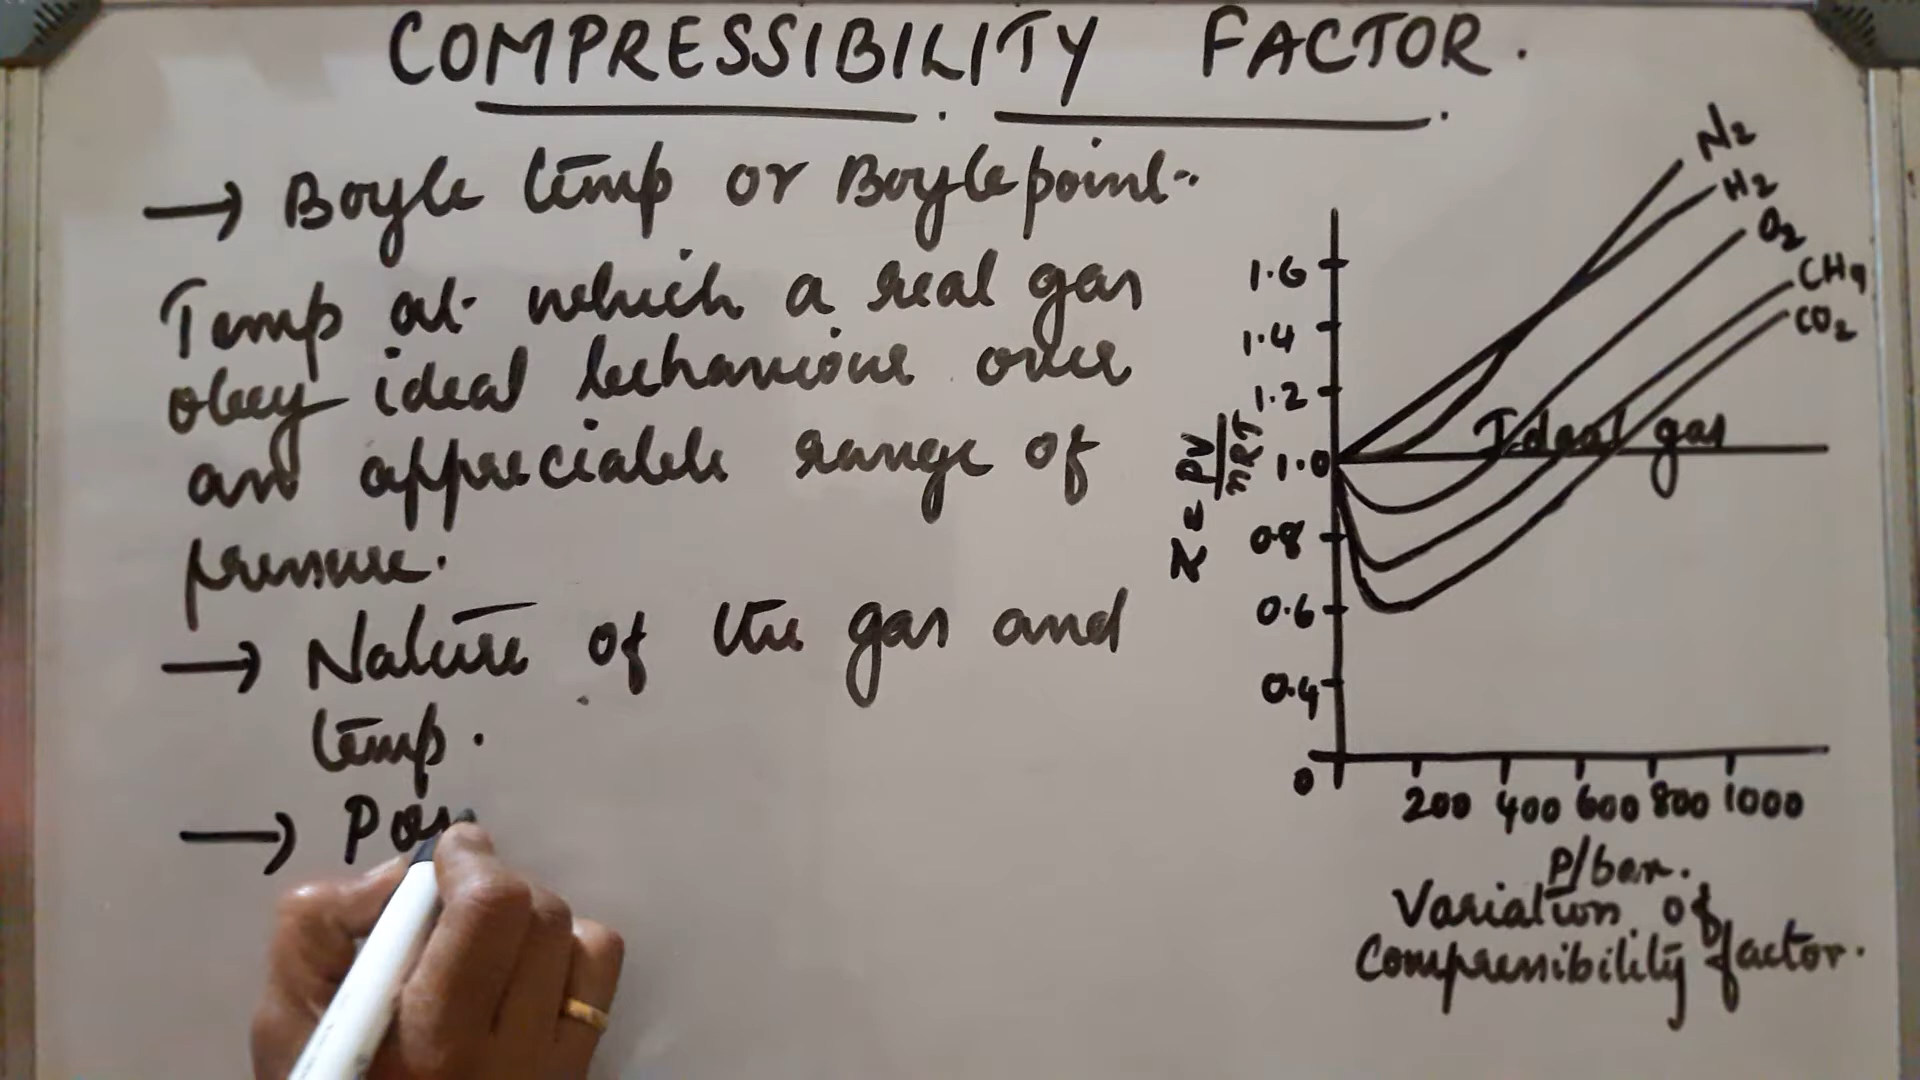 COMPRESSIBILITY FACTOR.
→ Boyle temp or Boyle point..
Temp at which a real gas
obey ideal behaviour over
an appreciable range of
pressure.
→ Nature of the gas and
temp.
→ Pos
N2
H2
O2
CH4
CO2
1.6
1.4
1.2
1.0
0.8
0.6
0.4
0
Ideal gas
Z = PV/nRT
200 400 600 800 1000
P/bar.
Variation of
Compressibility factor.